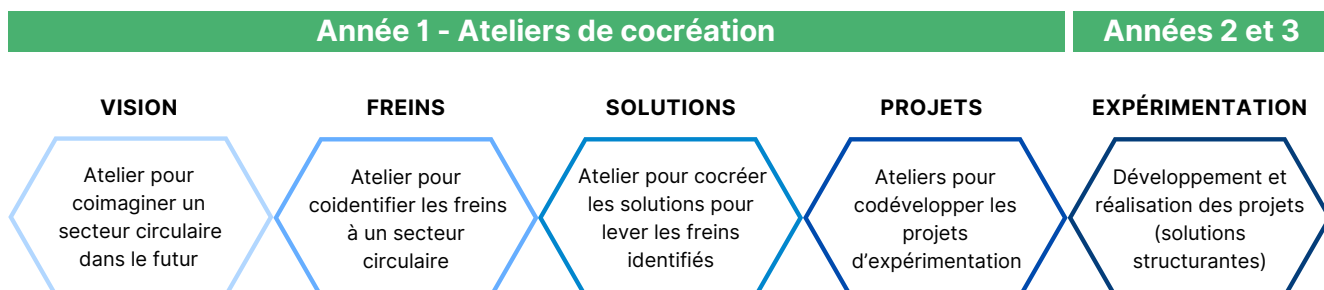 Année 1 - Ateliers de cocréation
Années 2 et 3
VISION
Atelier pour
coimaginer un
secteur circulaire
dans le futur
FREINS
Atelier pour
coidentifier les freins
à un secteur
circulaire
SOLUTIONS
Atelier pour cocréer
les solutions pour
lever les freins
identifiés
PROJETS
Ateliers pour
codévelopper les
projets
d’expérimentation
EXPÉRIMENTATION
Développement et
réalisation des projets
(solutions
structurantes)